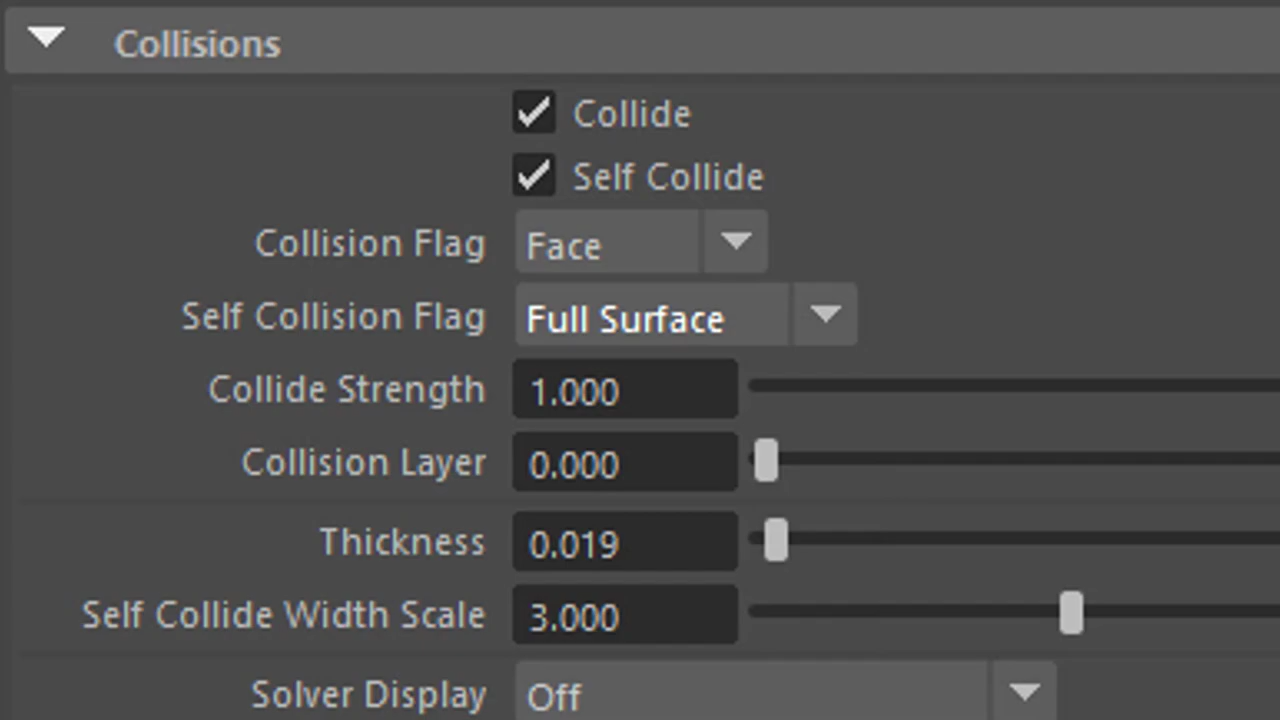 Collisions
Collide
Self Collide
Collision Flag Face
Self Collision Flag Full Surface
Collide Strength 1.000
Collision Layer 0.000
Thickness 0.019
Self Collide Width Scale 3.000
Solver Display Off